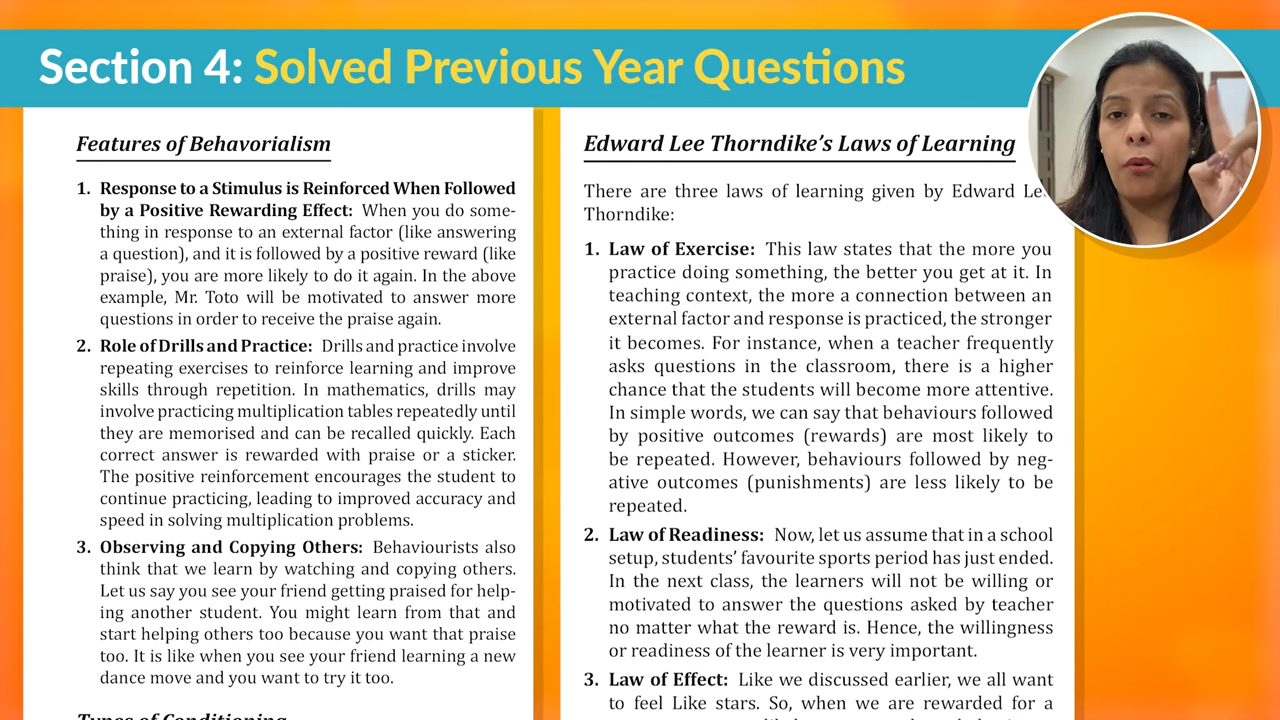 Section 4: Solved Previous Year Questions
Features of Behavorialism
1. Response to a Stimulus is Reinforced When Followed
by a Positive Rewarding Effect: When you do some-
thing in response to an external factor (like answering
a question), and it is followed by a positive reward (like
praise), you are more likely to do it again. In the above
example, Mr. Toto will be motivated to answer more
questions in order to receive the praise again.
2. Role of Drills and Practice: Drills and practice involve
repeating exercises to reinforce learning and improve
skills through repetition. In mathematics, drills may
involve practicing multiplication tables repeatedly until
they are memorised and can be recalled quickly. Each
correct answer is rewarded with praise or a sticker.
The positive reinforcement encourages the student to
continue practicing, leading to improved accuracy and
speed in solving multiplication problems.
3. Observing and Copying Others: Behaviourists also
think that we learn by watching and copying others.
Let us say you see your friend getting praised for help-
ing another student. You might learn from that and
start helping others too because you want that praise
too. It is like when you see your friend learning a new
dance move and you want to try it too.
Types of Conditioning
Edward Lee Thorndike's Laws of Learning
There are three laws of learning given by Edward Lee
Thorndike:
1. Law of Exercise: This law states that the more you
practice doing something, the better you get at it. In
teaching context, the more a connection between an
external factor and response is practiced, the stronger
it becomes. For instance, when a teacher frequently
asks questions in the classroom, there is a higher
chance that the students will become more attentive.
In simple words, we can say that behaviours followed
by positive outcomes (rewards) are most likely to
be repeated. However, behaviours followed by neg-
ative outcomes (punishments) are less likely to be
repeated.
2. Law of Readiness: Now, let us assume that in a school
setup, students' favourite sports period has just ended.
In the next class, the learners will not be willing or
motivated to answer the questions asked by teacher
no matter what the reward is. Hence, the willingness
or readiness of the learner is very important.
3. Law of Effect: Like we discussed earlier, we all want
to feel Like stars. So, when we are rewarded for a